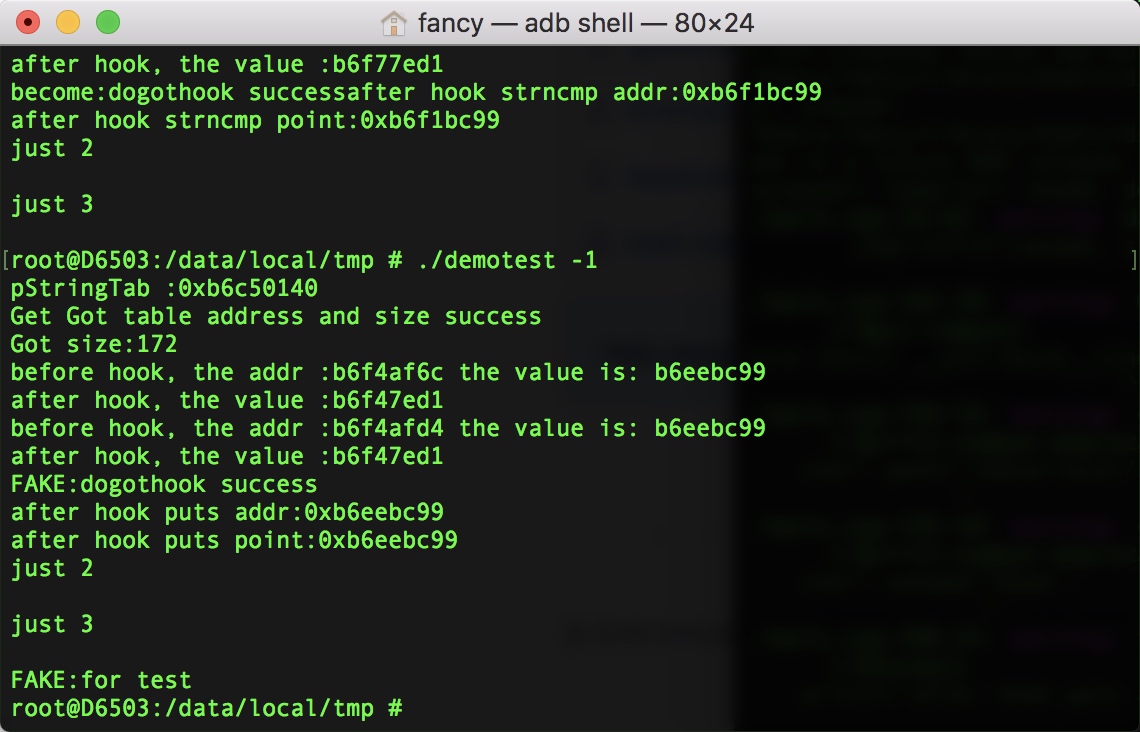 fancy — adb shell — 80×24
after hook, the value :b6f77ed1
become:dogothook successafter hook strncmp addr:0xb6f1bc99
after hook strncmp point:0xb6f1bc99
just 2
just 3
[root@D6503:/data/local/tmp # ./demotest -1 ]
pStringTab :0xb6c50140
Get Got table address and size success
Got size:172
before hook, the addr :b6f4af6c the value is: b6eebc99
after hook, the value :b6f47ed1
before hook, the addr :b6f4afd4 the value is: b6eebc99
after hook, the value :b6f47ed1
FAKE:dogothook success
after hook puts addr:0xb6eebc99
after hook puts point:0xb6eebc99
just 2
just 3
FAKE:for test
root@D6503:/data/local/tmp #